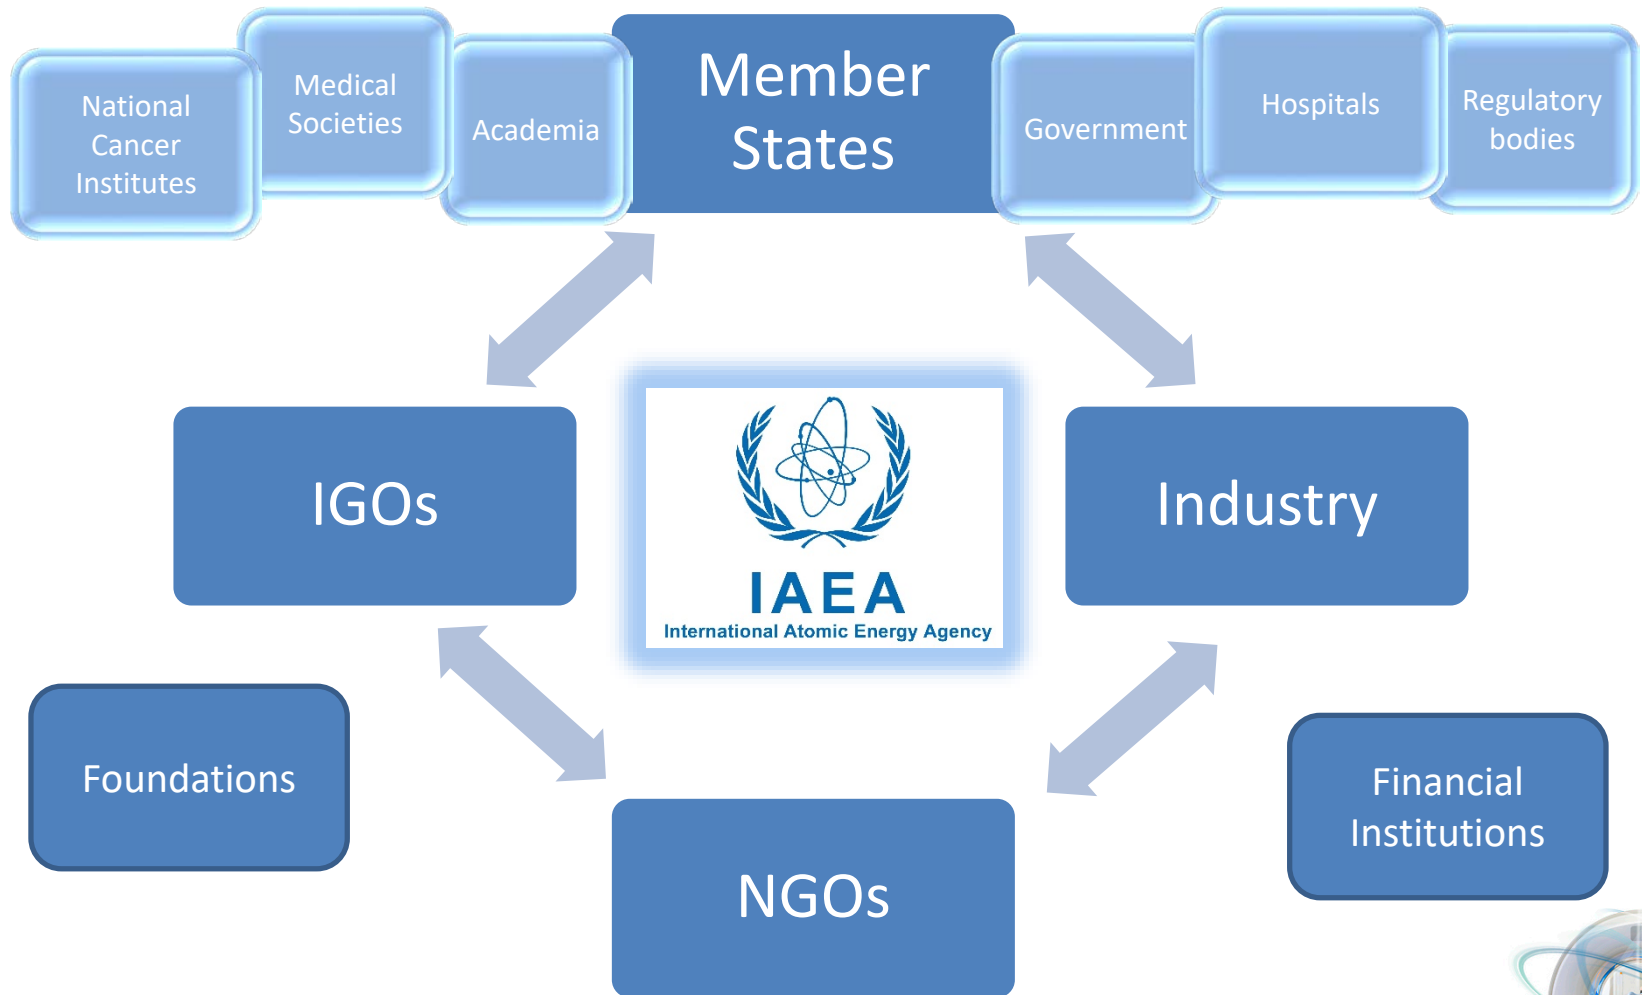 National
Cancer
Institutes
Medical
Societies
Academia
Member
States
Government
Hospitals
Regulatory
bodies
IGOs
IAEA
International Atomic Energy Agency
Industry
Foundations
NGOs
Financial
Institutions